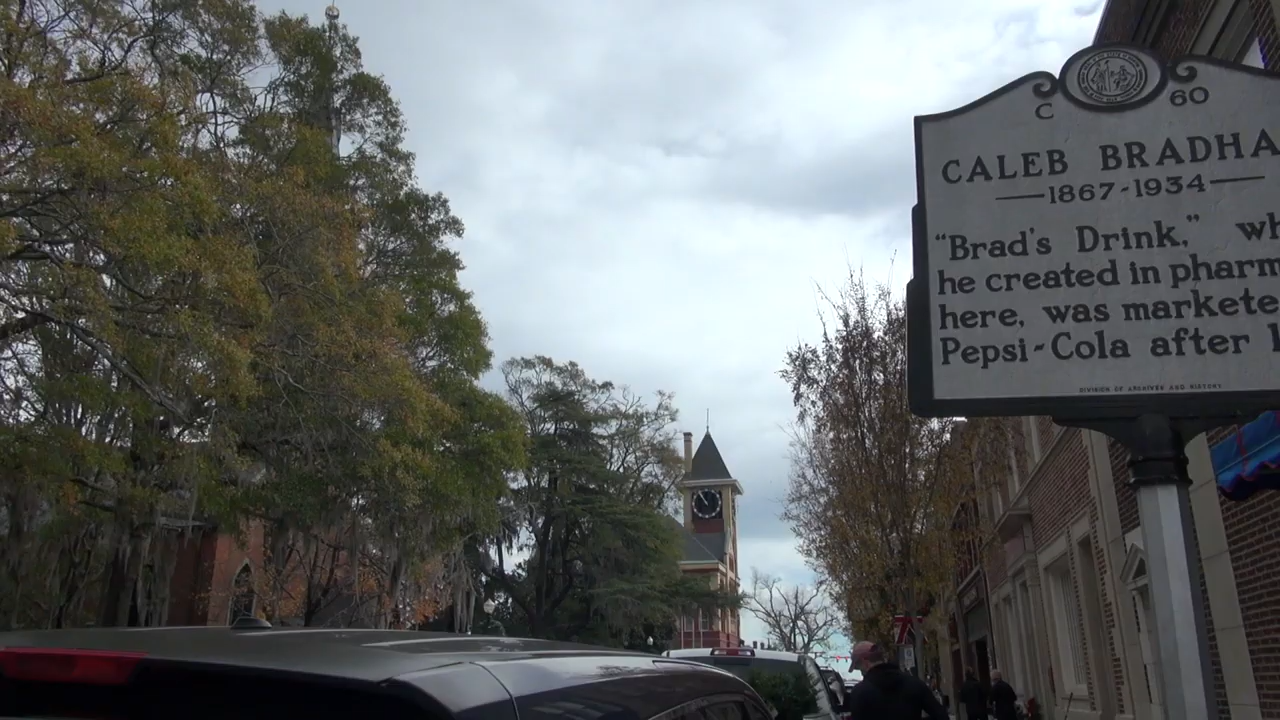 C 60
CALEB BRADHA
1867-1934
"Brad's Drink," wh
he created in pharm
here, was markete
Pepsi-Cola after
DIVISION OF ARCHIVES AND HISTORY